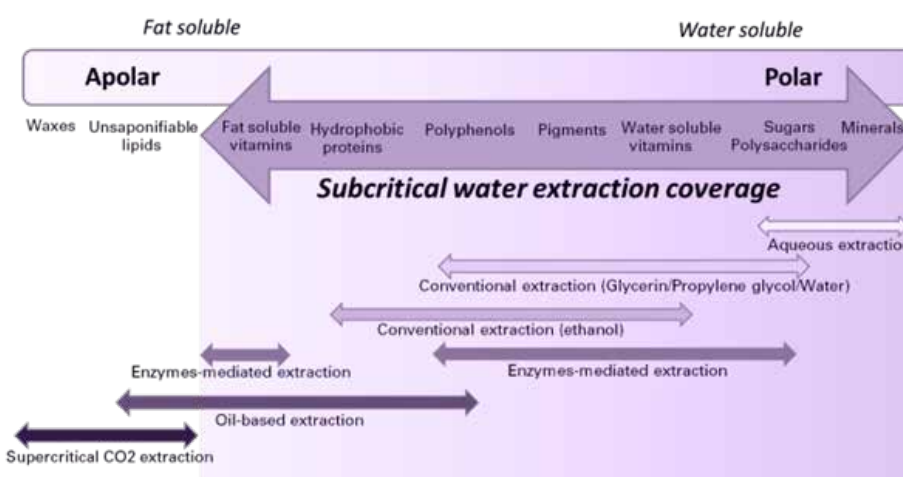 Fat soluble
Water soluble
Apolar
Polar
Waxes
Unsaponifiable
lipids
Fat soluble
vitamins
Hydrophobic
proteins
Polyphenols
Pigments
Water soluble
vitamins
Sugars
Polysaccharides
Minerals
Subcritical water extraction coverage
Aqueous extractio
Conventional extraction (Glycerin/Propylene glycol/Water)
Conventional extraction (ethanol)
Enzymes-mediated extraction
Enzymes-mediated extraction
Oil-based extraction
Supercritical CO2 extraction